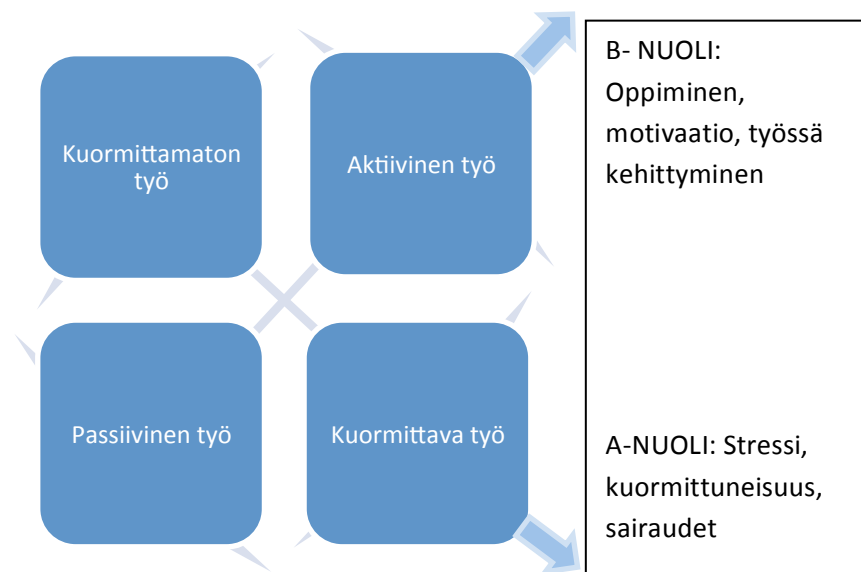 Kuormittamaton
työ
Aktiivinen työ
Passiivinen työ
Kuormittava työ
B- NUOLI:
Oppiminen,
motivaatio, työssä
kehittyminen
A-NUOLI: Stressi,
kuormittuneisuus,
sairaudet